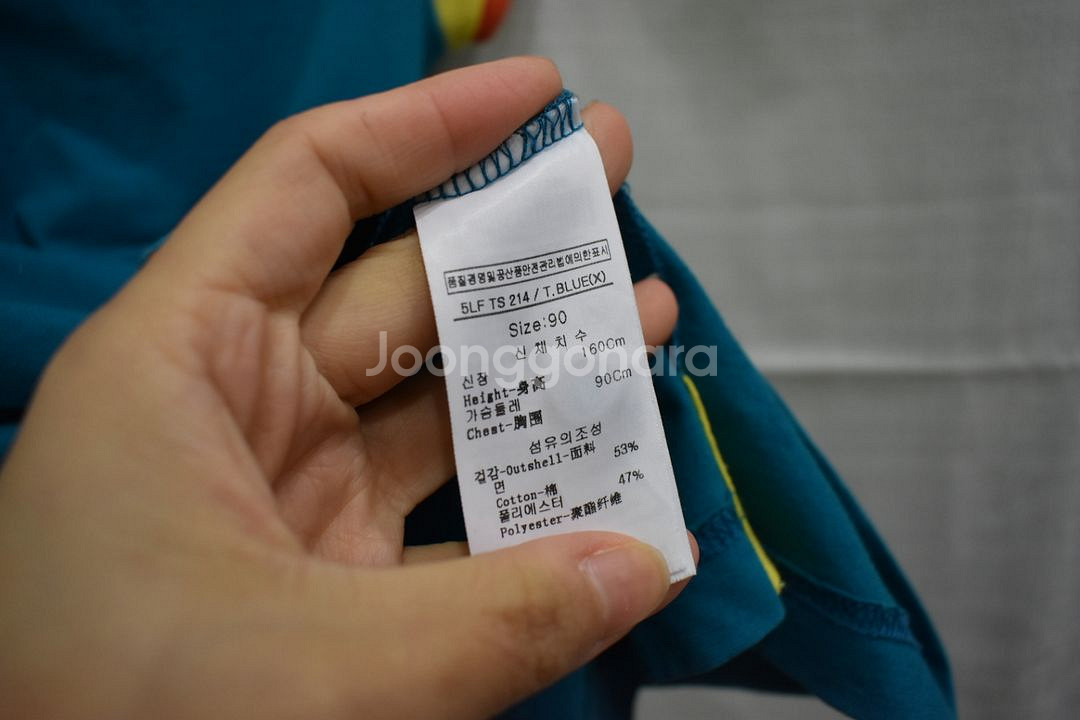 품질경영및공산품안전관리법에의한표시
5LF TS 214 / T.BLUE(X)
Size:90
신 체 치 수
신장 160Cm
Height-身高
가슴둘레 90Cm
Chest-胸圍
섬유의조성
겉감-Outshell-面料
면 53%
Cotton-棉
폴리에스터 47%
Polyester-聚酯纤维
Joonggonara